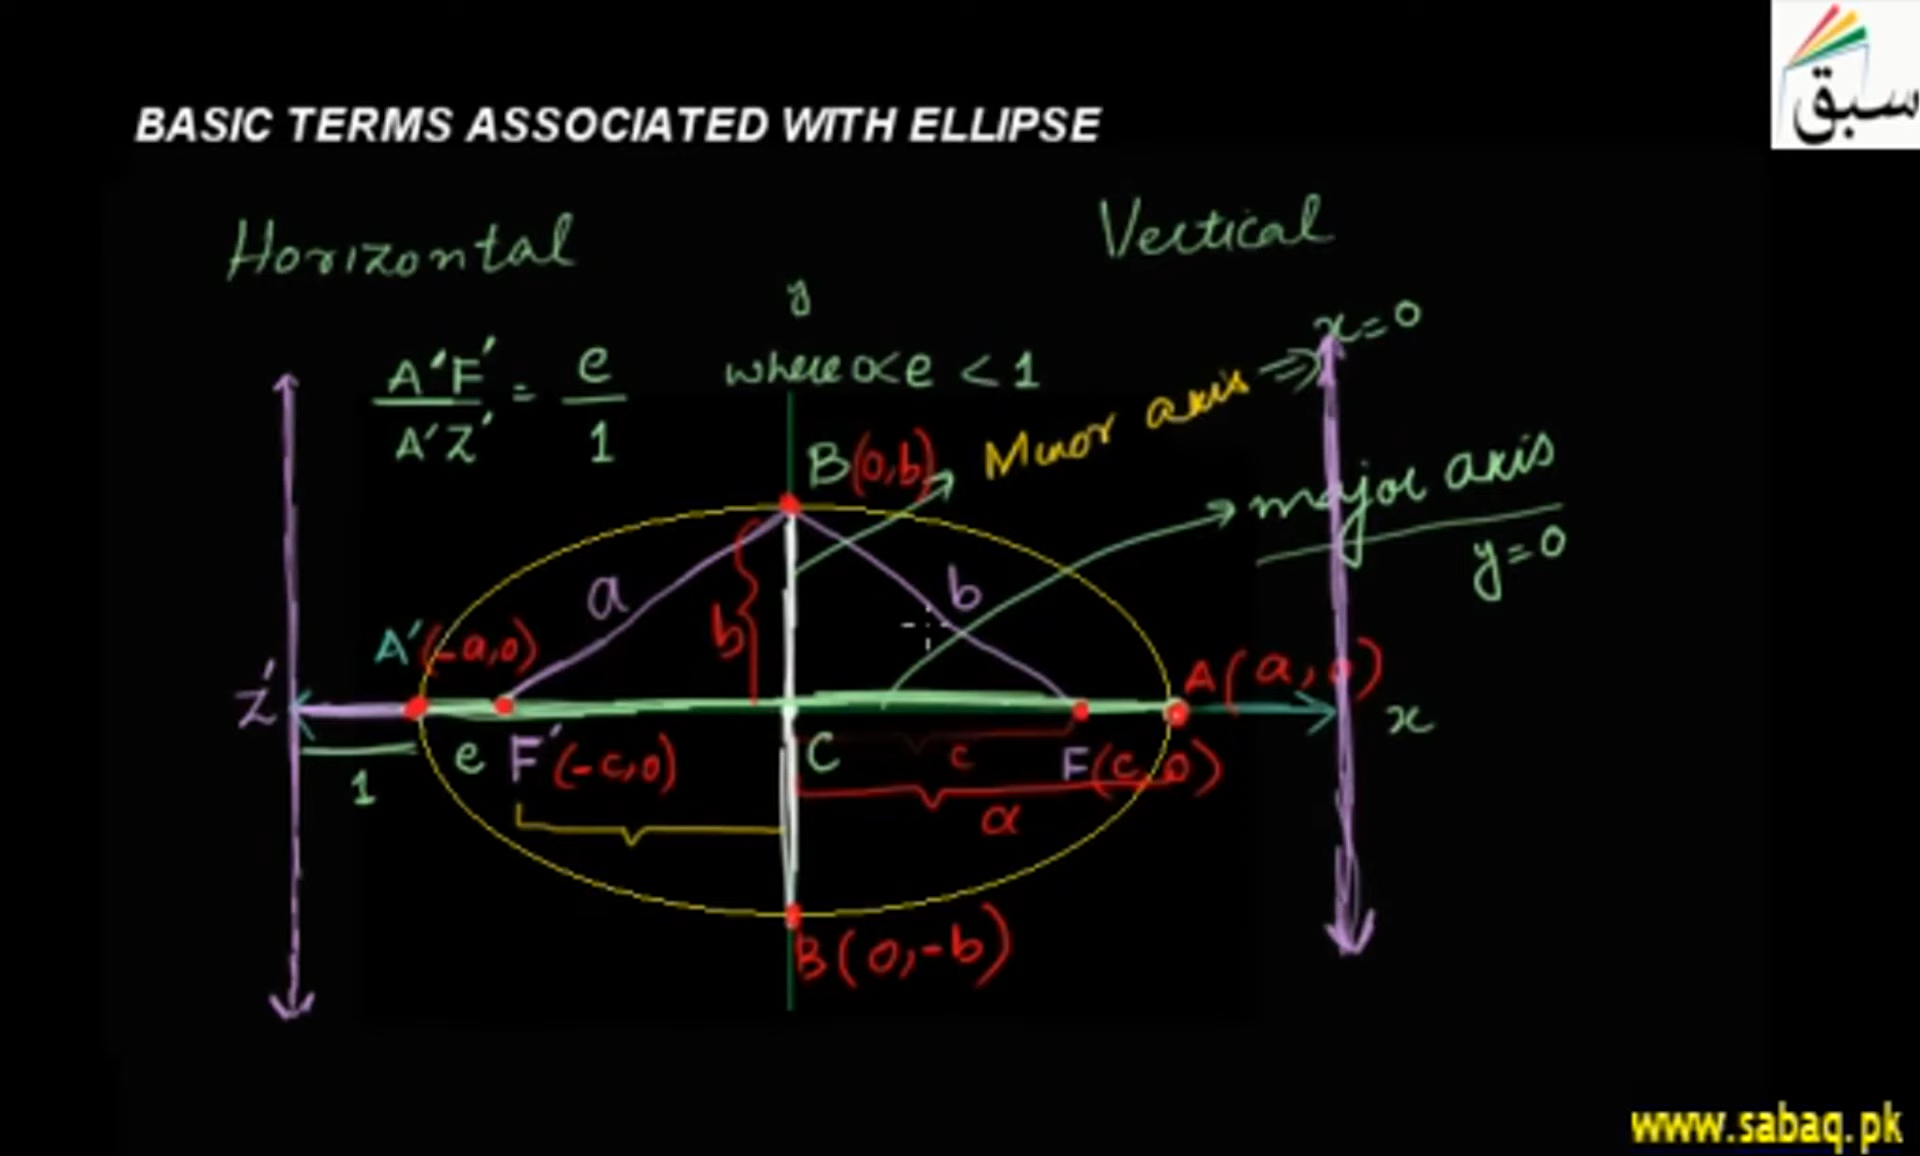 سبق
BASIC TERMS ASSOCIATED WITH ELLIPSE
Horizontal
Vertical
y
x=0
A'F' / A'Z' = e / 1
where o<e < 1
Minor axis ⇒
B(0,b)
major axis
y=0
a
b
b
A'(-a,0)
A(a,0)
Z'
x
1
e
F'(-c,0)
C
c
F(c,0)
a
B(0,-b)
www.sabaq.pk